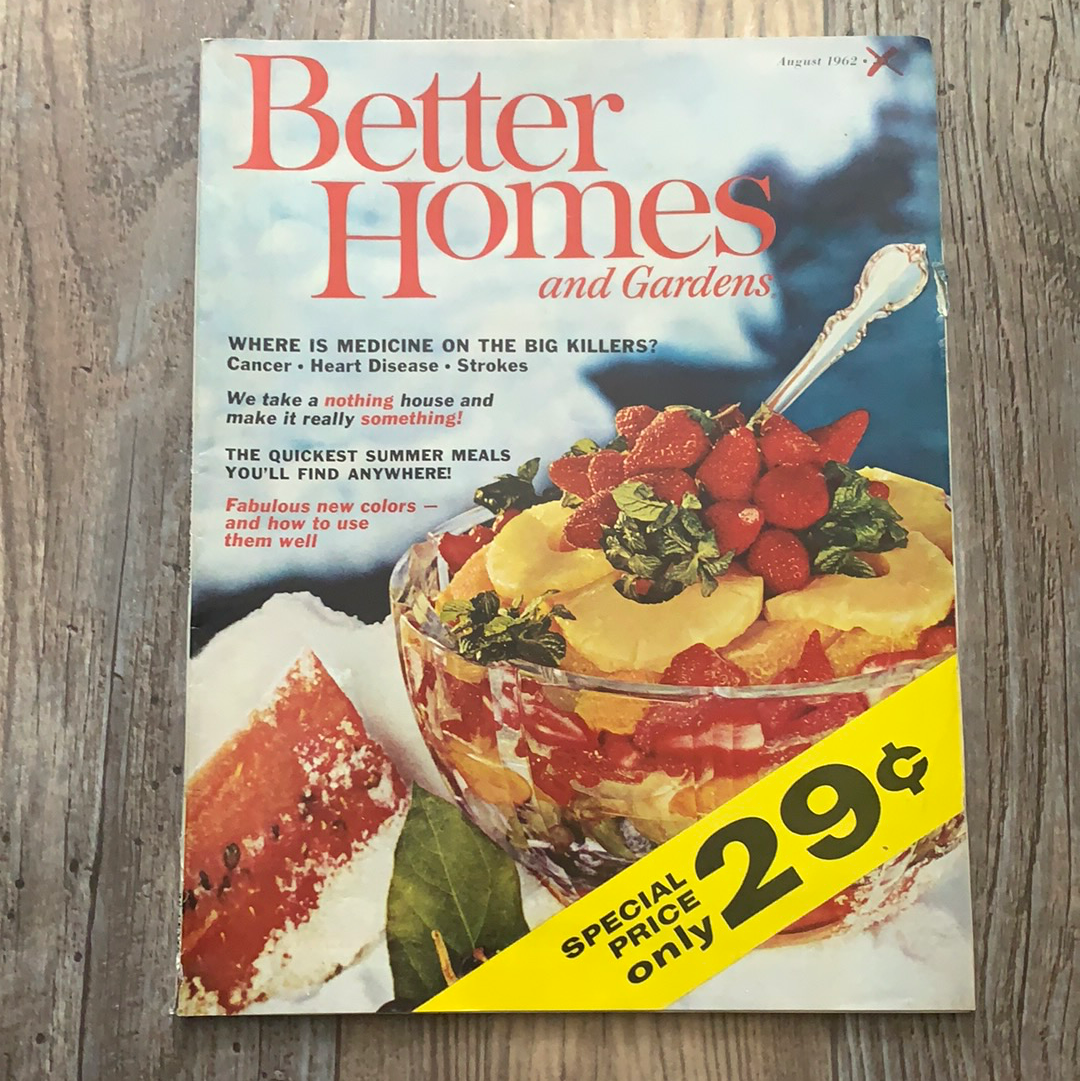 August 1962 •
Better
Homes
and Gardens
WHERE IS MEDICINE ON THE BIG KILLERS?
Cancer • Heart Disease • Strokes
We take a nothing house and
make it really something!
THE QUICKEST SUMMER MEALS
YOU'LL FIND ANYWHERE!
Fabulous new colors —
and how to use
them well
SPECIAL
PRICE
only
29¢